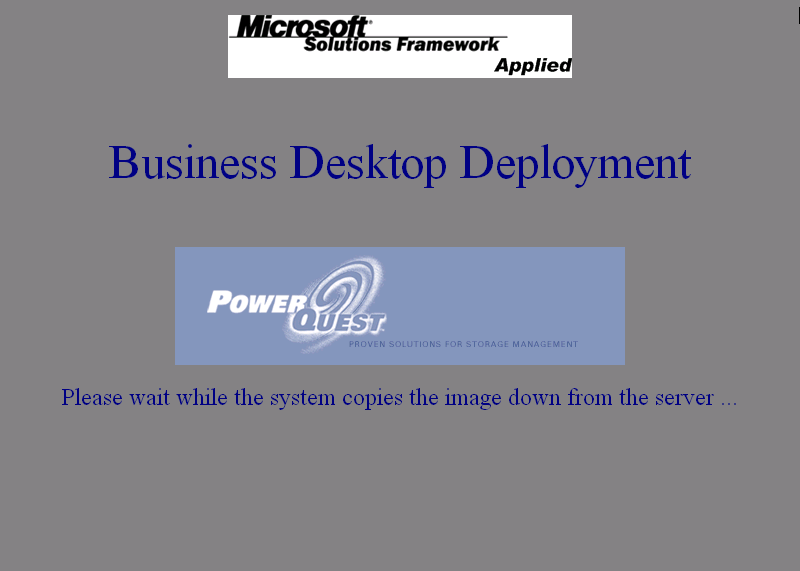 Microsoft®
Solutions Framework
Applied
Business Desktop Deployment
POWERQUEST
PROVEN SOLUTIONS FOR STORAGE MANAGEMENT
Please wait while the system copies the image down from the server ...